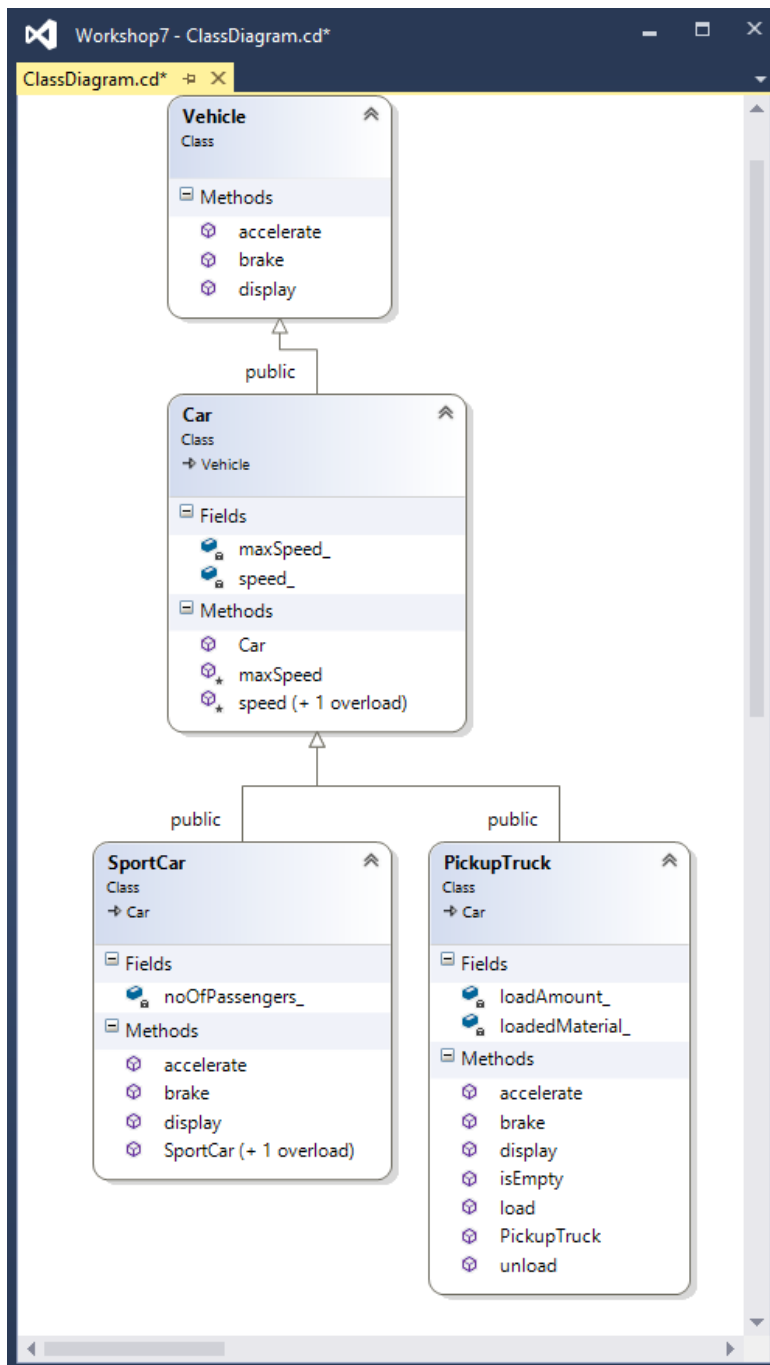 Workshop7 - ClassDiagram.cd*
ClassDiagram.cd*
Vehicle
Class
Methods
accelerate
brake
display
public
Car
Class
Vehicle
Fields
maxSpeed_
speed_
Methods
Car
maxSpeed
speed (+ 1 overload)
public
public
SportCar
Class
Car
Fields
noOfPassengers_
Methods
accelerate
brake
display
SportCar (+ 1 overload)
PickupTruck
Class
Car
Fields
loadAmount_
loadedMaterial_
Methods
accelerate
brake
display
isEmpty
load
PickupTruck
unload